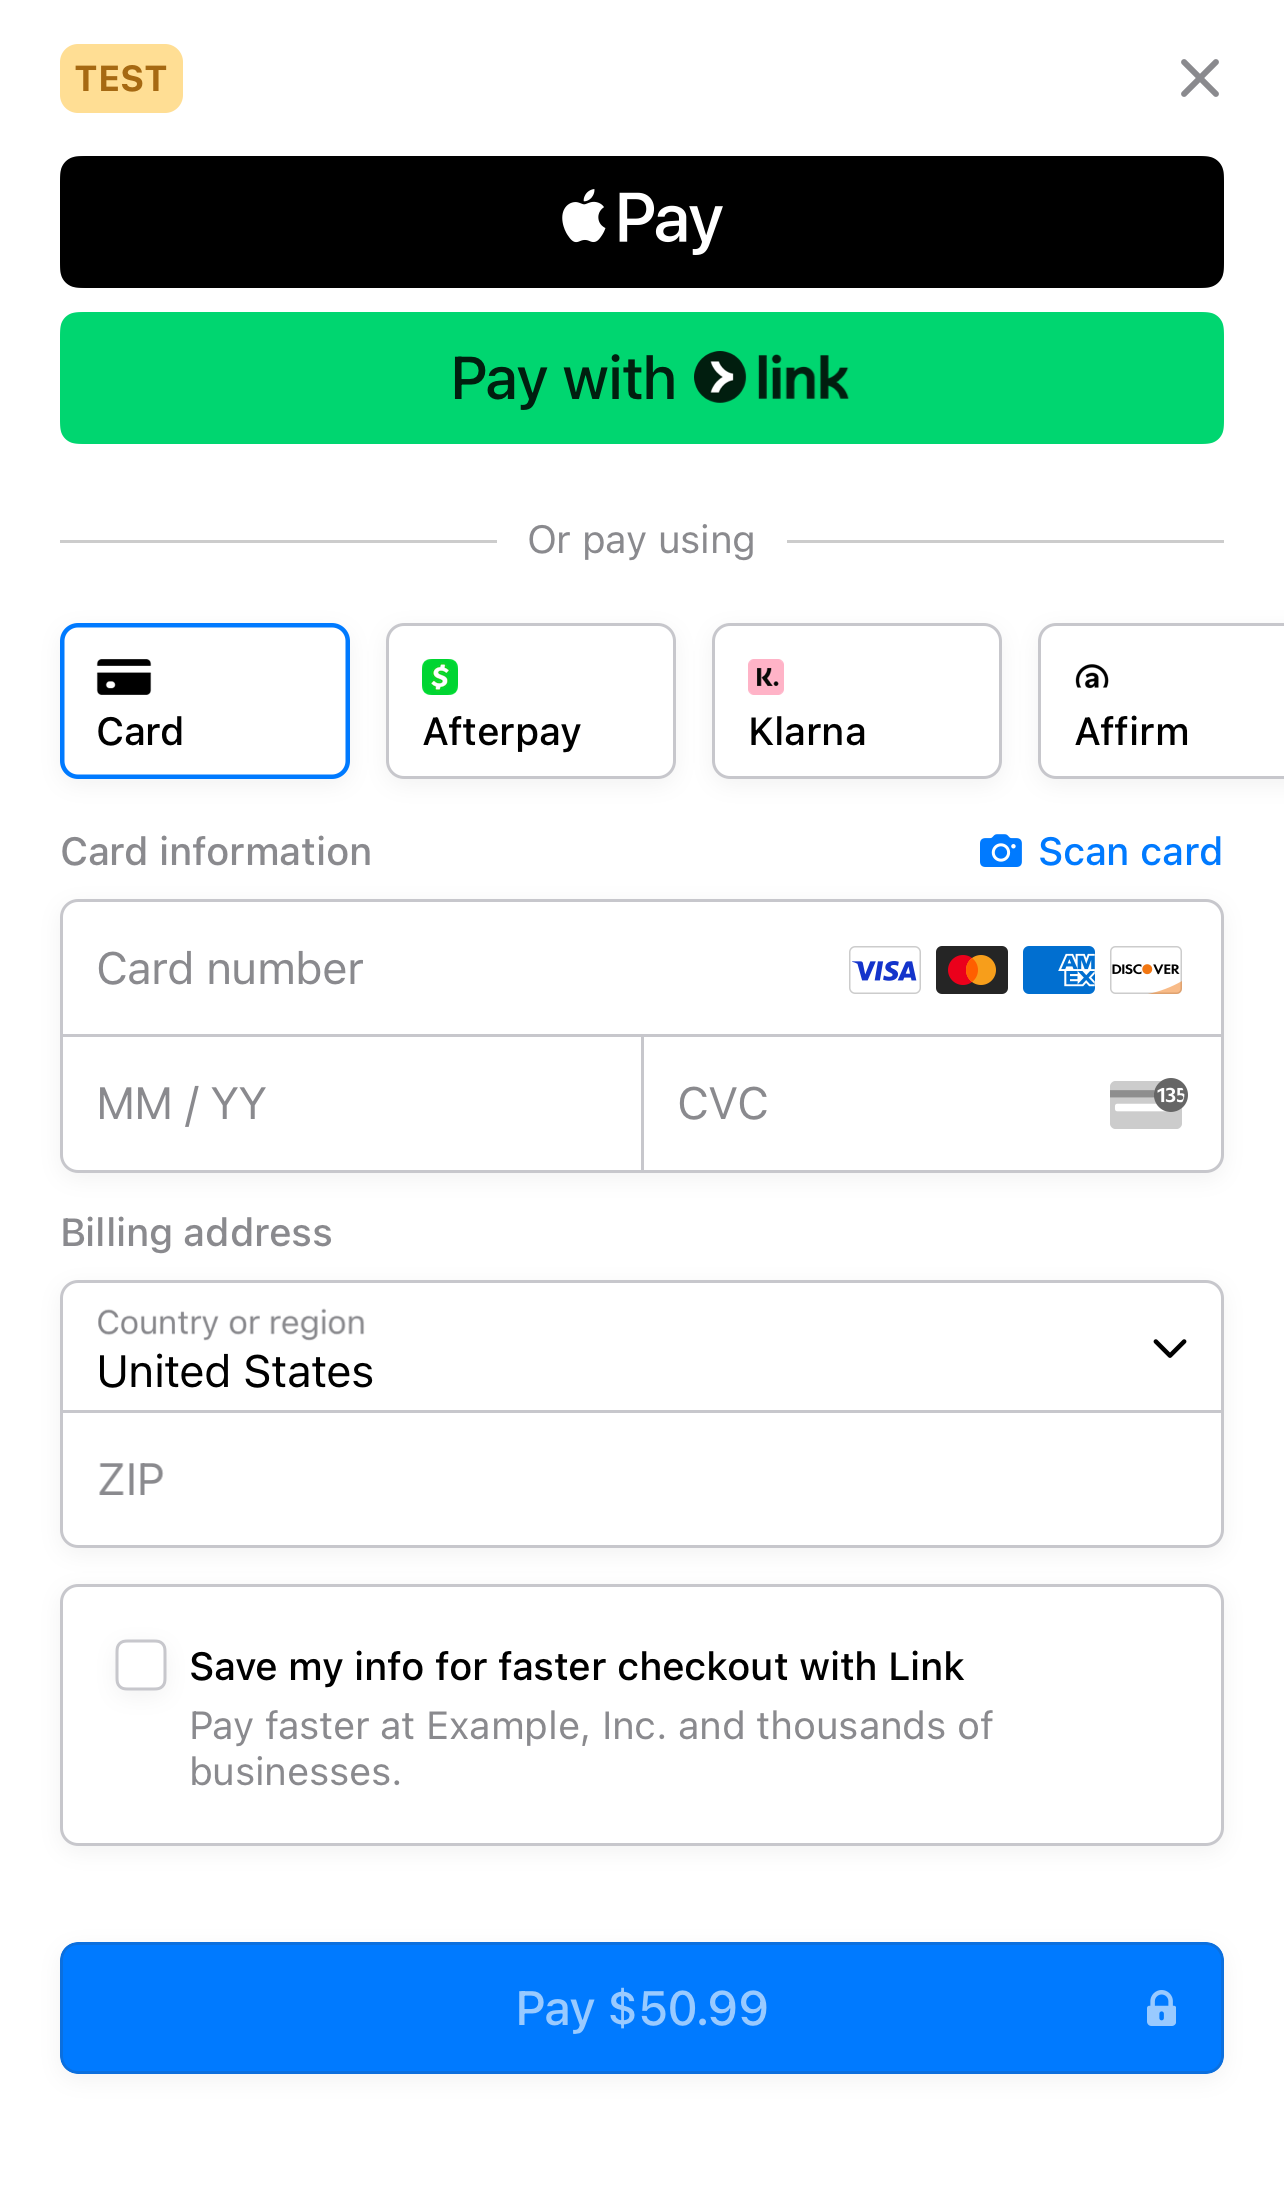 TEST
Pay
Pay with link
Or pay using
Card
Afterpay
Klarna
Affirm
Card information
Scan card
Card number
VISA
AMEX
DISCOVER
MM / YY
CVC
135
Billing address
Country or region
United States
ZIP
Save my info for faster checkout with Link
Pay faster at Example, Inc. and thousands of
businesses.
Pay $50.99